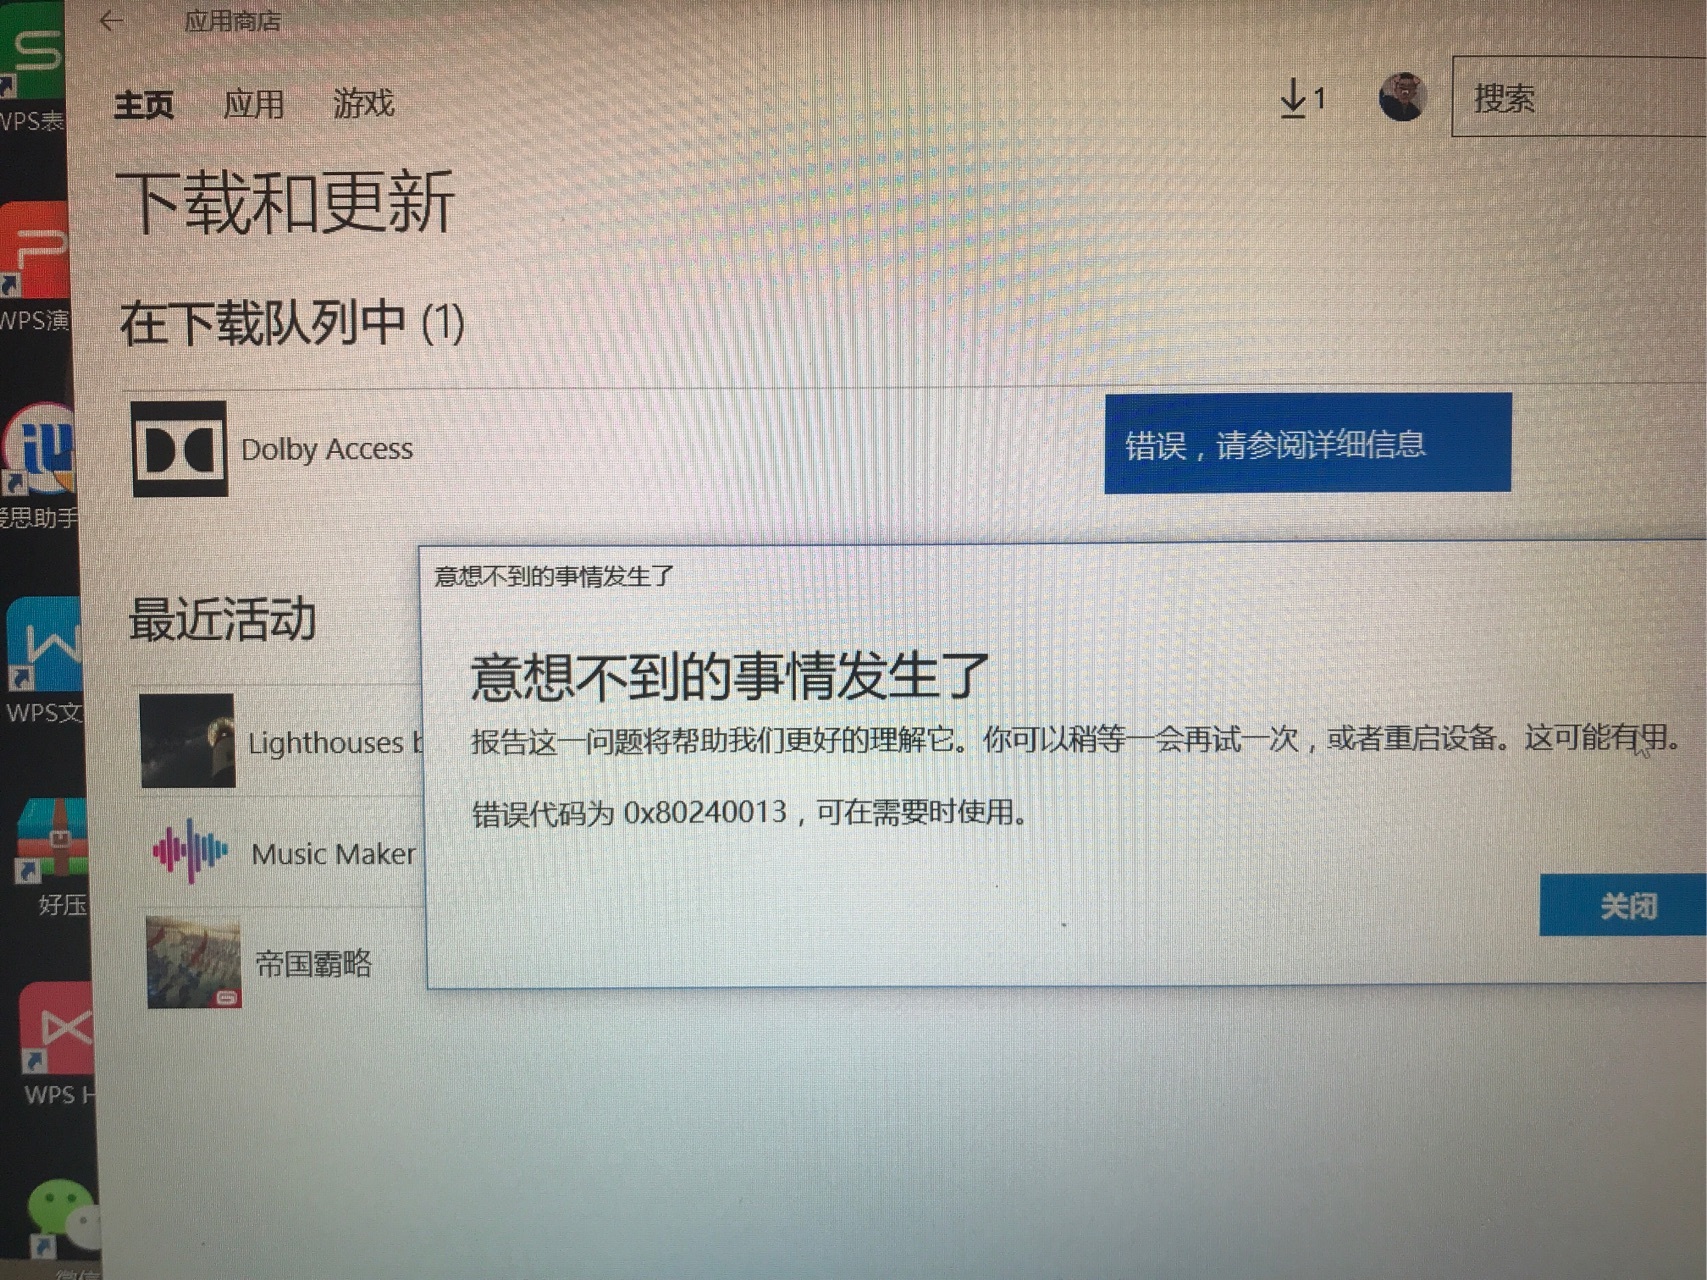 应用商店
主页 应用 游戏
1
搜索
下载和更新
在下载队列中 (1)
Dolby Access
错误，请参阅详细信息
最近活动
Lighthouses b
Music Maker
帝国霸略
意想不到的事情发生了
意想不到的事情发生了
报告这一问题将帮助我们更好的理解它。你可以稍等一会再试一次，或者重启设备。这可能有用。
错误代码为 0x80240013，可在需要时使用。
关闭
WPS表
WPS演
爱思助手
WPS文
好压
WPS H
微信